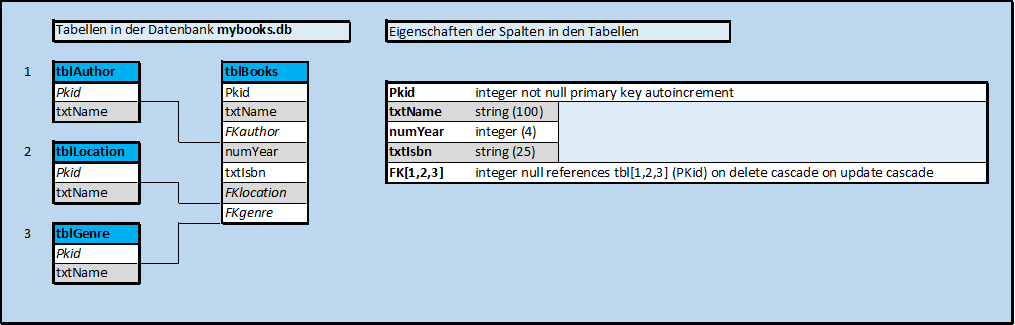 Tabellen in der Datenbank mybooks.db
Eigenschaften der Spalten in den Tabellen
1
tblAuthor
Pkid
txtName
2
tblLocation
Pkid
txtName
3
tblGenre
Pkid
txtName
tblBooks
Pkid
txtName
FKauthor
numYear
txtIsbn
FKlocation
FKgenre
Pkid integer not null primary key autoincrement
txtName string (100)
numYear integer (4)
txtIsbn string (25)
FK[1,2,3] integer null references tbl[1,2,3] (PKid) on delete cascade on update cascade